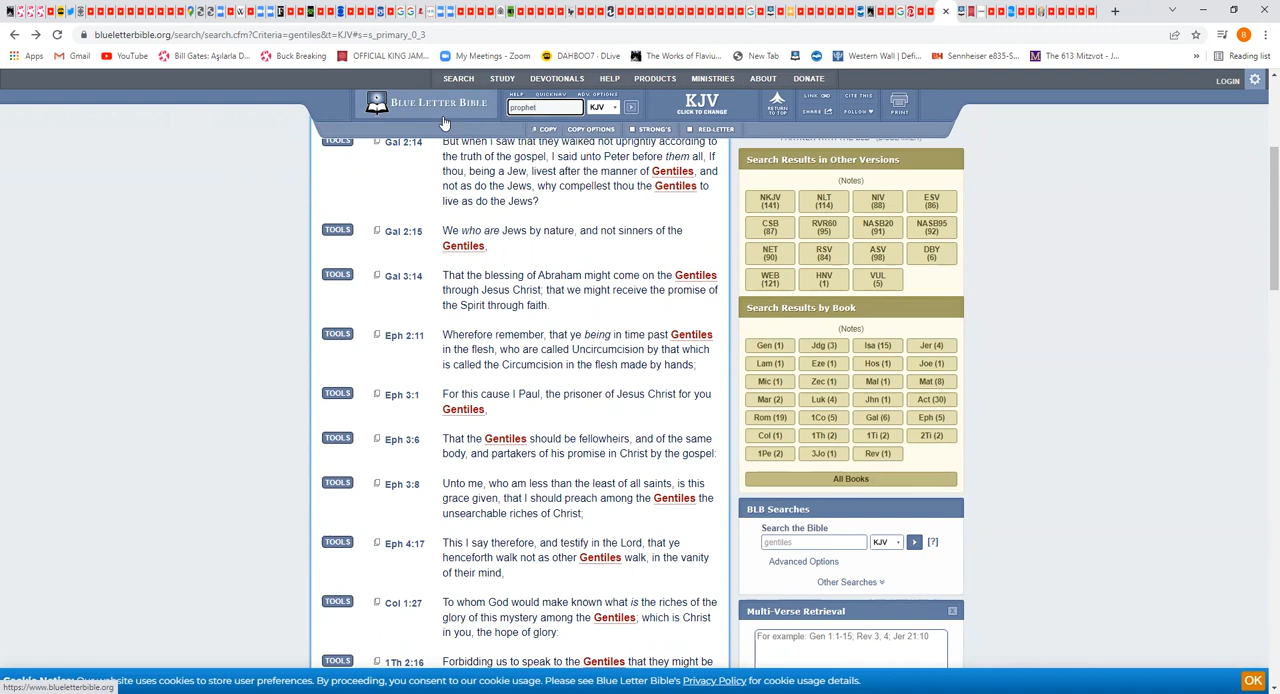 blueletterbible.org/search/search.cfm?Criteria=gentiles&t=KJV#s=s_primary_0_3
Apps Gmail YouTube Bill Gates: Aşılarla D... Buck Breaking OFFICIAL KING JAM... My Meetings - Zoom DAHBOO7 - DLive The Works of Flaviu... New Tab Western Wall | Defi... Sennheiser e835-S... The 613 Mitzvot - J... » Reading list
SEARCH STUDY DEVOTIONALS HELP PRODUCTS MINISTRIES ABOUT DONATE LOGIN
HELP QUICKNAV ADV. OPTIONS
BLUE LETTER BIBLE prophet KJV
KJV
CLICK TO CHANGE
RETURN TO TOP
LINK CITE THIS
SHARE FOLLOW PRINT
COPY COPY OPTIONS STRONG'S RED-LETTER
TOOLS Gal 2:14 But when I saw that they walked not uprightly according to
the truth of the gospel, I said unto Peter before them all, If
thou, being a Jew, livest after the manner of Gentiles, and
not as do the Jews, why compellest thou the Gentiles to
live as do the Jews?
TOOLS Gal 2:15 We who are Jews by nature, and not sinners of the
Gentiles,
TOOLS Gal 3:14 That the blessing of Abraham might come on the Gentiles
through Jesus Christ; that we might receive the promise of
the Spirit through faith.
TOOLS Eph 2:11 Wherefore remember, that ye being in time past Gentiles
in the flesh, who are called Uncircumcision by that which
is called the Circumcision in the flesh made by hands;
TOOLS Eph 3:1 For this cause I Paul, the prisoner of Jesus Christ for you
Gentiles,
TOOLS Eph 3:6 That the Gentiles should be fellowheirs, and of the same
body, and partakers of his promise in Christ by the gospel:
TOOLS Eph 3:8 Unto me, who am less than the least of all saints, is this
grace given, that I should preach among the Gentiles the
unsearchable riches of Christ;
TOOLS Eph 4:17 This I say therefore, and testify in the Lord, that ye
henceforth walk not as other Gentiles walk, in the vanity
of their mind,
TOOLS Col 1:27 To whom God would make known what is the riches of the
glory of this mystery among the Gentiles; which is Christ
in you, the hope of glory:
TOOLS 1Th 2:16 Forbidding us to speak to the Gentiles that they might be
Search Results in Other Versions
(Notes)
NKJV (141) NLT (114) NIV (88) ESV (86)
CSB (87) RVR60 (95) NASB20 (91) NASB95 (92)
NET (90) RSV (84) ASV (98) DBY (6)
WEB (121) HNV (1) VUL (5)
Search Results by Book
(Notes)
Gen (1) Jdg (3) Isa (15) Jer (4)
Lam (1) Eze (1) Hos (1) Joe (1)
Mic (1) Zec (1) Mal (1) Mat (8)
Mar (2) Luk (4) Jhn (1) Act (30)
Rom (19) 1Co (5) Gal (6) Eph (5)
Col (1) 1Th (2) 1Ti (2) 2Ti (2)
1Pe (2) 3Jo (1) Rev (1)
All Books
BLB Searches
Search the Bible
gentiles KJV [?]
Advanced Options
Other Searches
Multi-Verse Retrieval
For example: Gen 1:1-15; Rev 3, 4; Jer 21:10
website uses cookies to store user preferences. By proceeding, you consent to our cookie usage. Please see Blue Letter Bible's Privacy Policy for cookie usage details. OK
https://www.blueletterbible.org